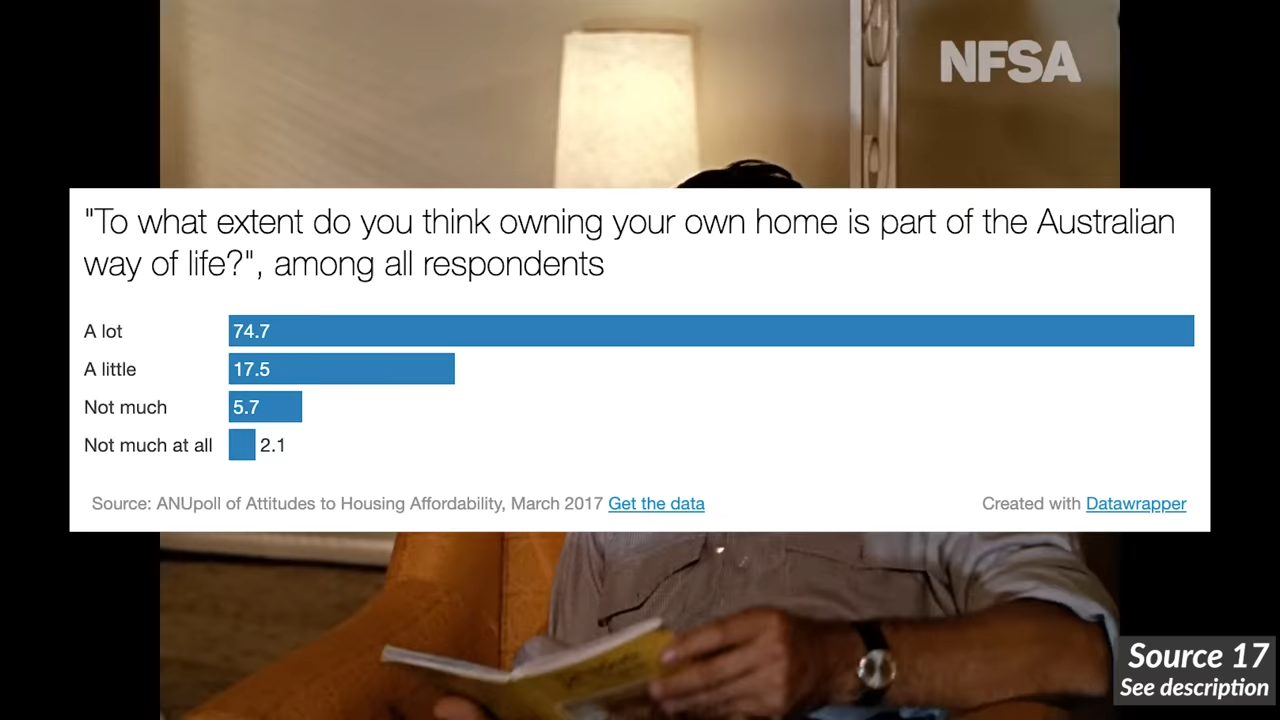 NFSA
"To what extent do you think owning your own home is part of the Australian
way of life?", among all respondents
A lot 74.7
A little 17.5
Not much 5.7
Not much at all 2.1
Source: ANUpoll of Attitudes to Housing Affordability, March 2017 Get the data
Created with Datawrapper
Source 17
See description